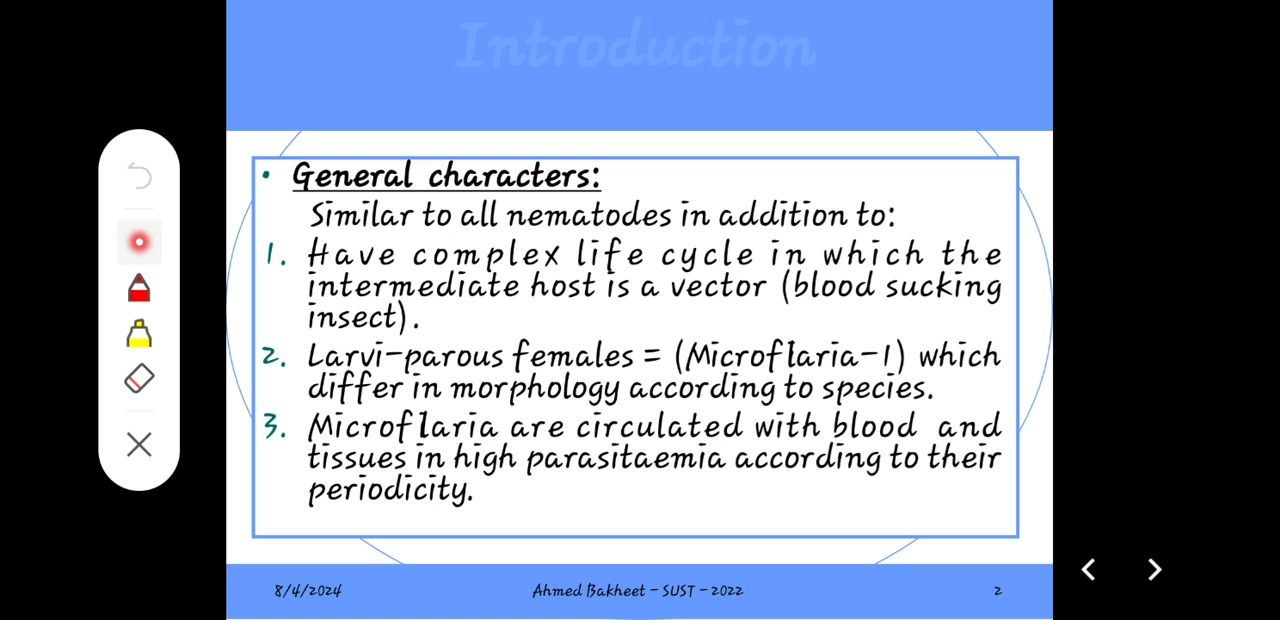 Introduction
• General characters:
Similar to all nematodes in addition to:
1. Have complex life cycle in which the
intermediate host is a vector (blood sucking
insect).
2. Larvi-parous females = (Microflaria-1) which
differ in morphology according to species.
3. Microflaria are circulated with blood and
tissues in high parasitaemia according to their
periodicity.
8/4/2024 Ahmed Bakheet - SUST - 2022 2